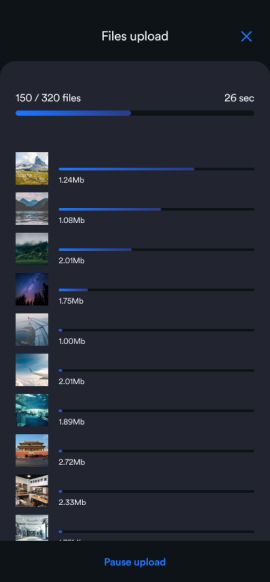 Files upload
150 / 320 files
26 sec
1.24Mb
1.08Mb
2.01Mb
1.75Mb
1.00Mb
2.01Mb
1.89Mb
2.72Mb
2.33Mb
Pause upload